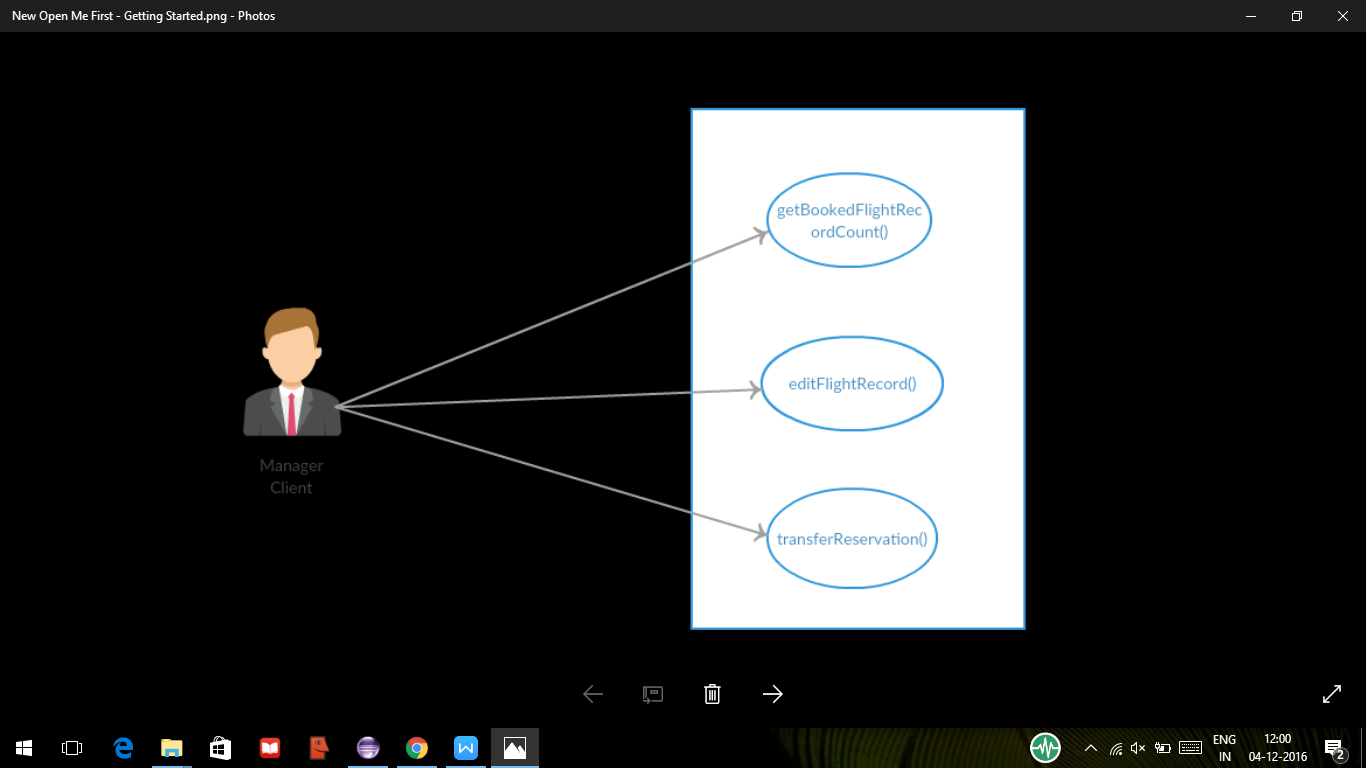 New Open Me First - Getting Started.png - Photos
getBookedFlightRec
ordCount()
editFlightRecord()
Manager
Client
transferReservation()
W
ENG
IN
12:00
04-12-2016
2